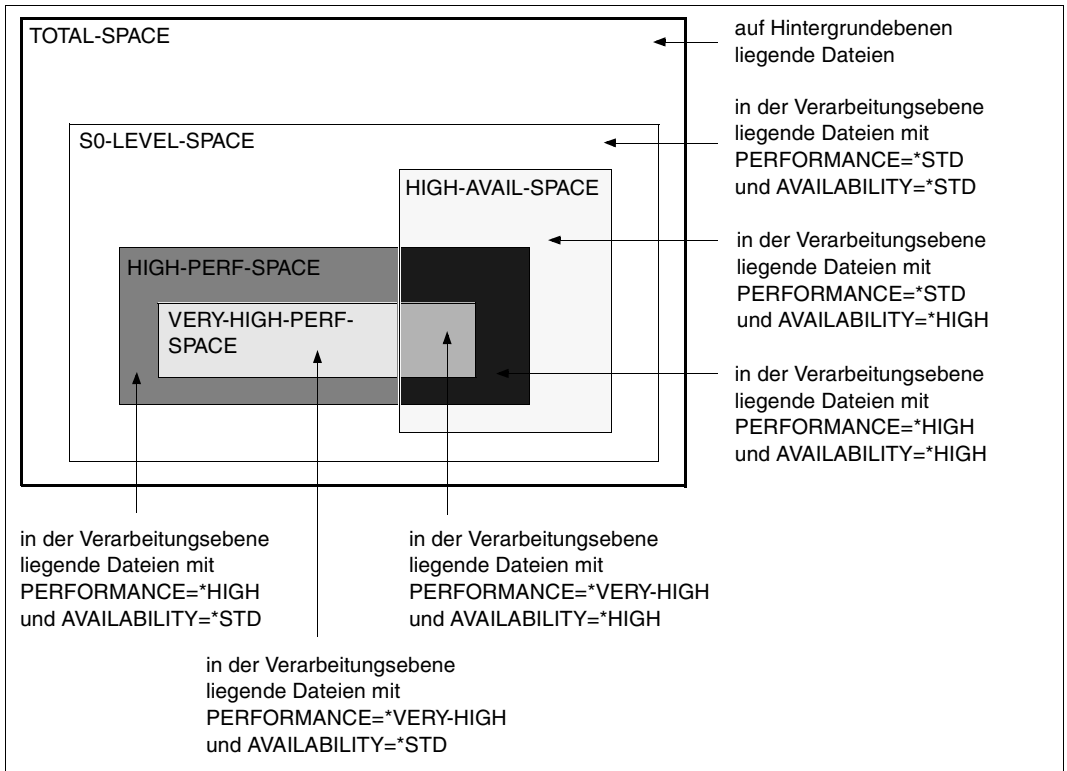 TOTAL-SPACE
auf Hintergrundebenen
liegende Dateien
S0-LEVEL-SPACE
in der Verarbeitungsebene
liegende Dateien mit
PERFORMANCE=*STD
und AVAILABILITY=*STD
HIGH-AVAIL-SPACE
in der Verarbeitungsebene
liegende Dateien mit
PERFORMANCE=*STD
und AVAILABILITY=*HIGH
HIGH-PERF-SPACE
VERY-HIGH-PERF-
SPACE
in der Verarbeitungsebene
liegende Dateien mit
PERFORMANCE=*HIGH
und AVAILABILITY=*HIGH
in der Verarbeitungsebene
liegende Dateien mit
PERFORMANCE=*HIGH
und AVAILABILITY=*STD
in der Verarbeitungsebene
liegende Dateien mit
PERFORMANCE=*VERY-HIGH
und AVAILABILITY=*HIGH
in der Verarbeitungsebene
liegende Dateien mit
PERFORMANCE=*VERY-HIGH
und AVAILABILITY=*STD